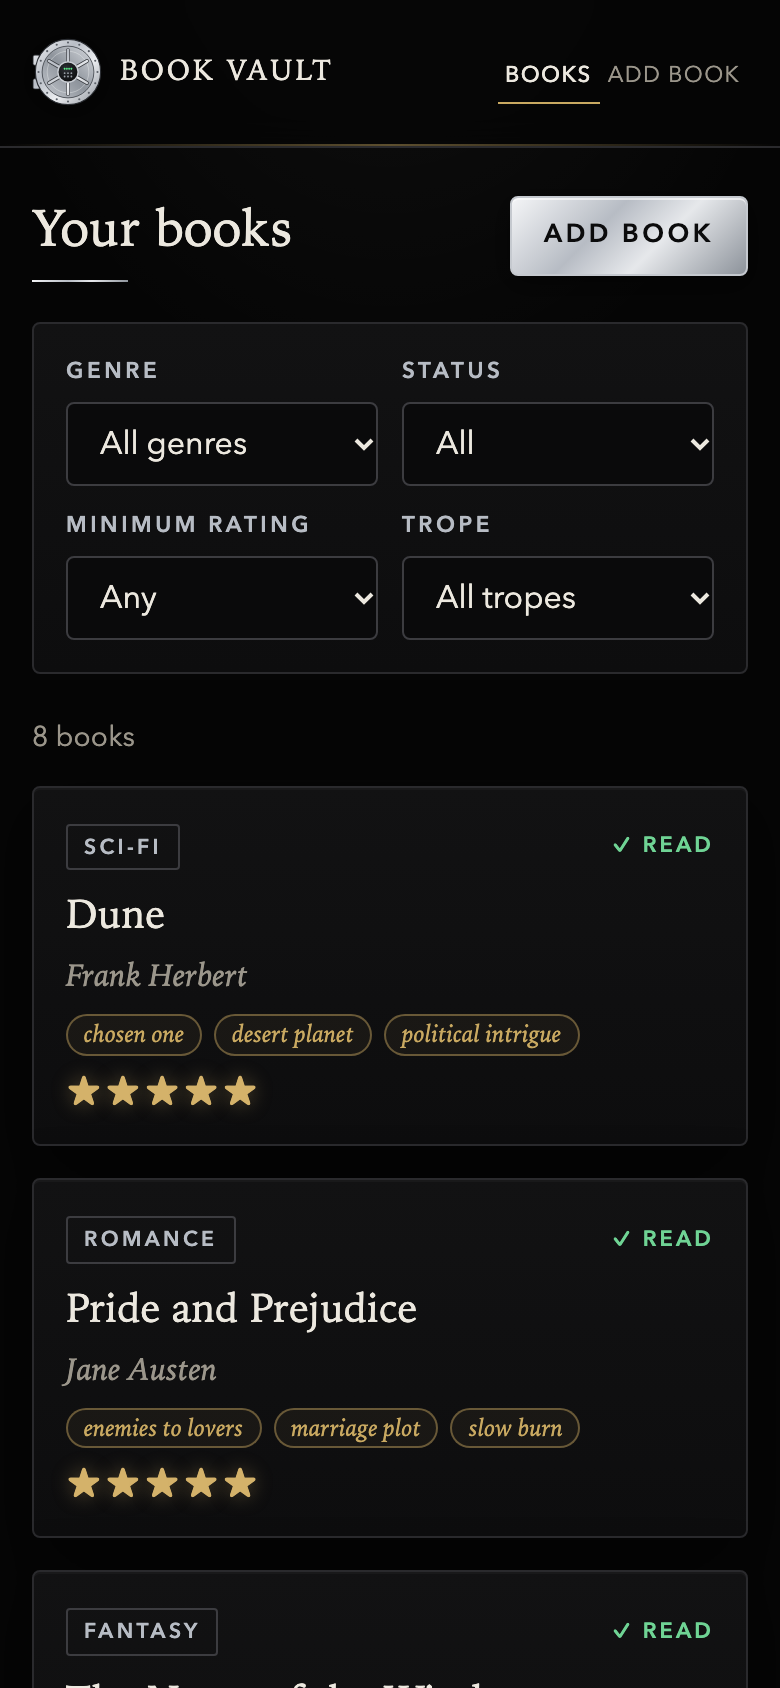 BOOK VAULT
BOOKS ADD BOOK
Your books
ADD BOOK
GENRE STATUS
All genres All
MINIMUM RATING TROPE
Any All tropes
8 books
SCI-FI ✓ READ
Dune
Frank Herbert
chosen one desert planet political intrigue
★★★★★
ROMANCE ✓ READ
Pride and Prejudice
Jane Austen
enemies to lovers marriage plot slow burn
★★★★★
FANTASY ✓ READ